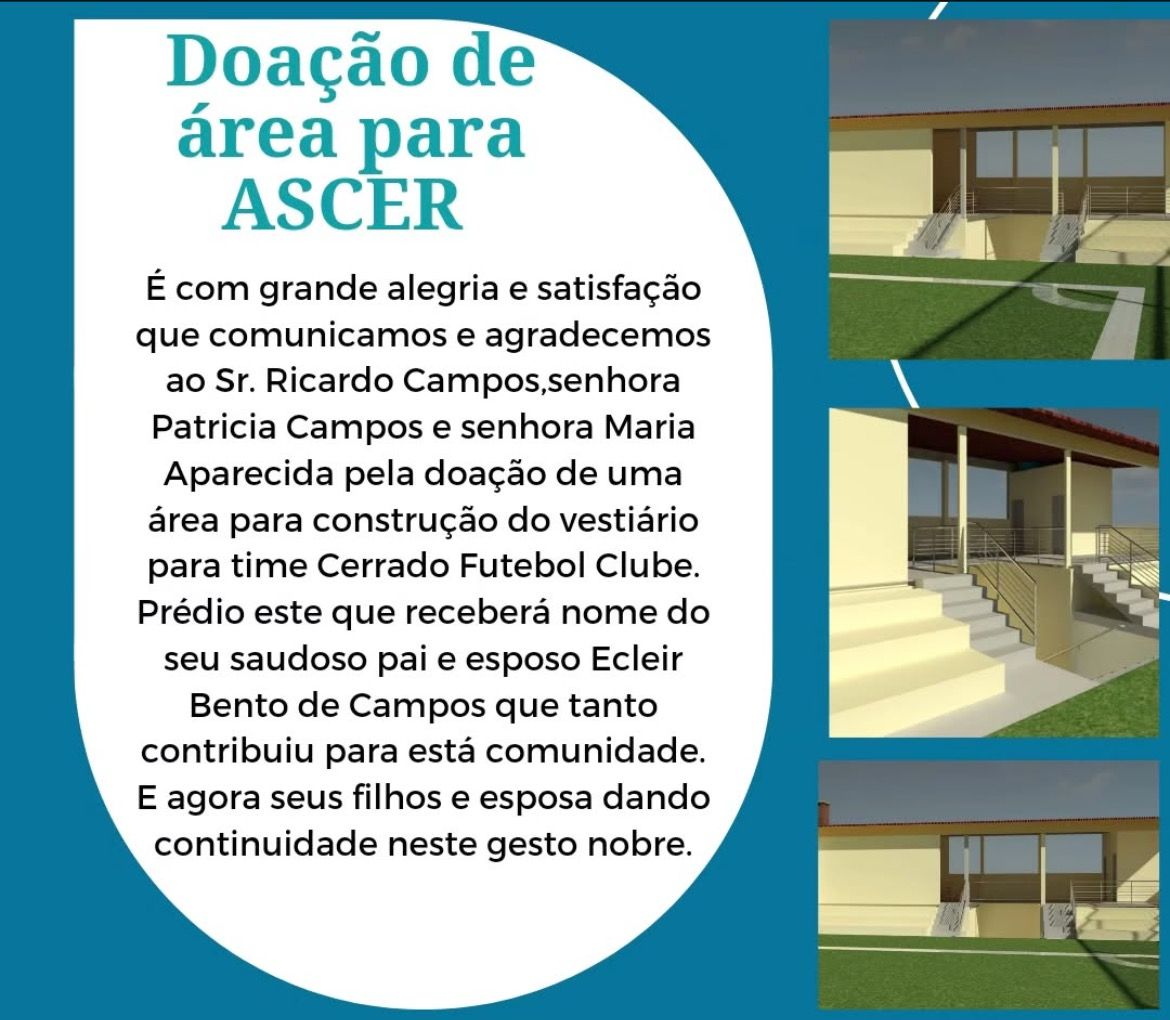 Doação de
área para
ASCER
É com grande alegria e satisfação
que comunicamos e agradecemos
ao Sr. Ricardo Campos,senhora
Patricia Campos e senhora Maria
Aparecida pela doação de uma
área para construção do vestiário
para time Cerrado Futebol Clube.
Prédio este que receberá nome do
seu saudoso pai e esposo Ecleir
Bento de Campos que tanto
contribuiu para está comunidade.
E agora seus filhos e esposa dando
continuidade neste gesto nobre.